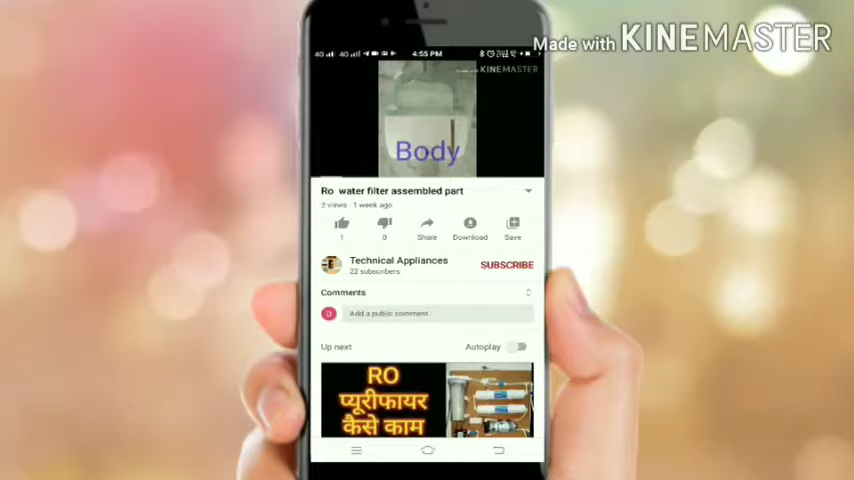 Made with KINEMASTER
4:55 PM
KINEMASTER
Body
Ro water filter assembled part
2 views · 1 week ago
1
0
Share
Download
Save
Technical Appliances
22 subscribers
SUBSCRIBE
Comments
D
Add a public comment..
Up next
Autoplay
RO
प्यूरीफायर
कैसे काम